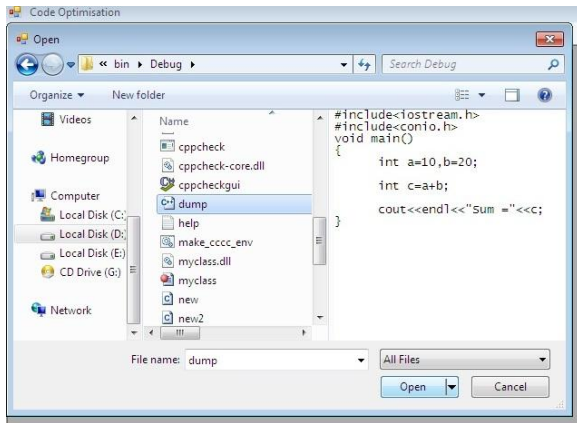 Code Optimisation
Open
« bin ▸ Debug ▸
Search Debug
Organize ▾ New folder
Videos
Homegroup
Computer
Local Disk (C:)
Local Disk (D:)
Local Disk (E:)
CD Drive (G:)
Network
Name
cppcheck
cppcheck-core.dll
cppcheckgui
dump
help
make_cccc_env
myclass.dll
myclass
new
new2
#include<iostream.h>
#include<conio.h>
void main()
{
int a=10,b=20;
int c=a+b;
cout<<endl<<"Sum ="<<c;
}
File name: dump
All Files
Open
Cancel